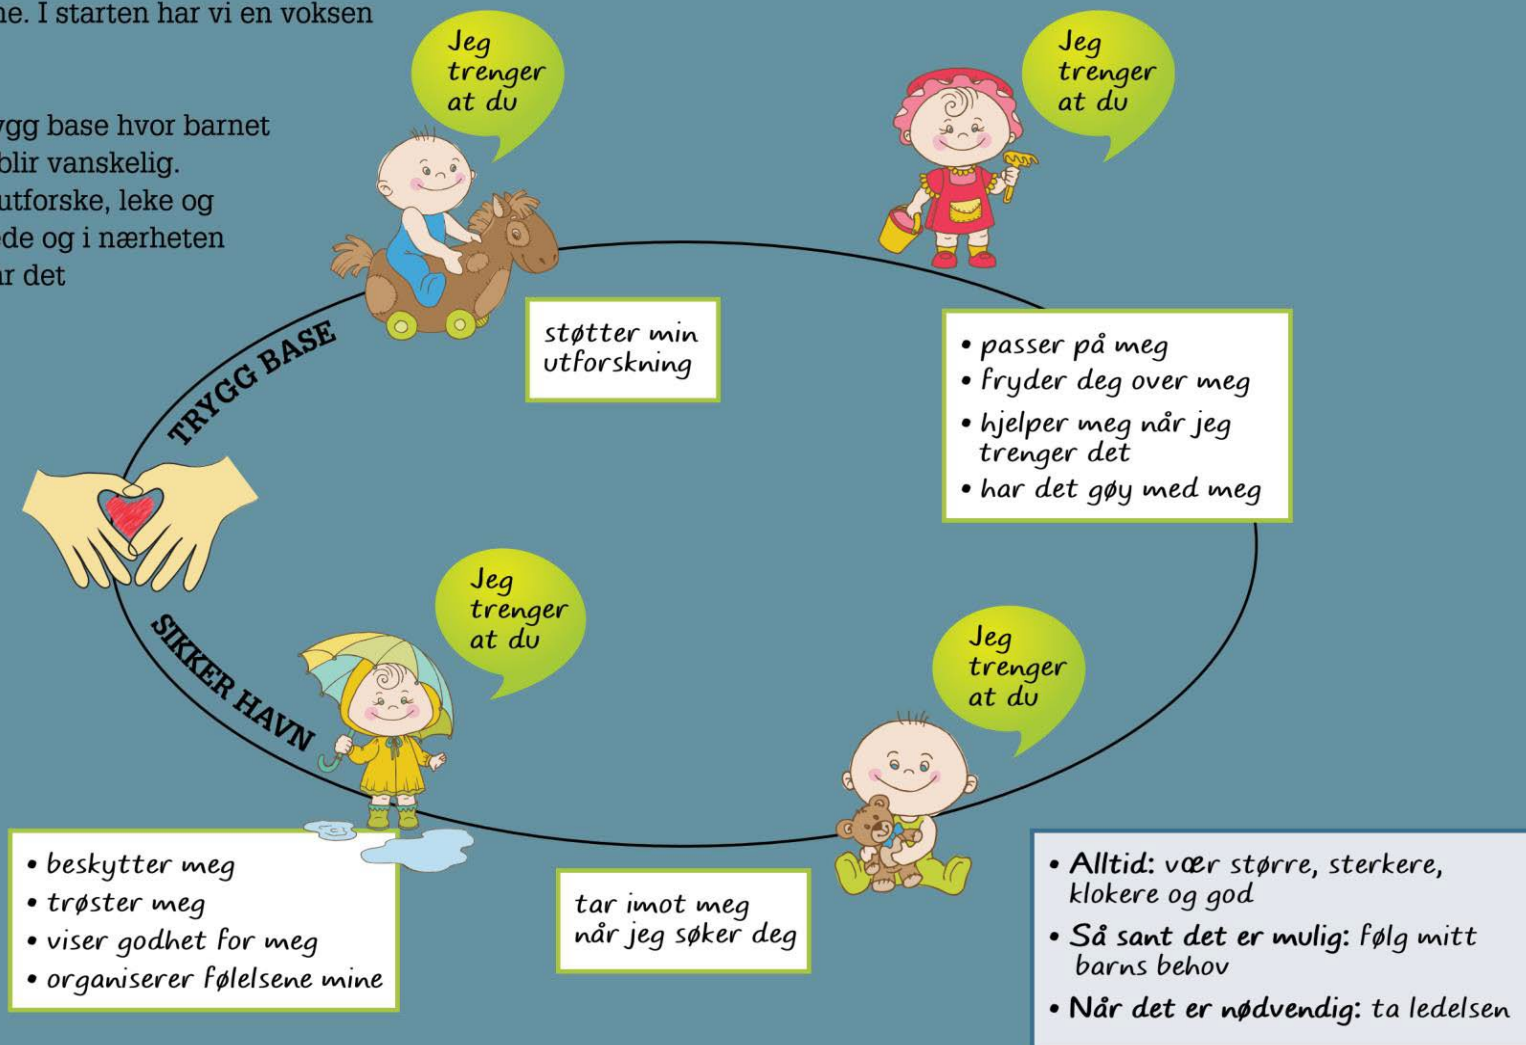 ne. I starten har vi en voksen
ygg base hvor barnet
blir vanskelig.
utforske, leke og
ede og i nærheten
ar det
Jeg
trenger
at du
Jeg
trenger
at du
TRYGG BASE
støtter min
utforskning
• passer på meg
• fryder deg over meg
• hjelper meg når jeg
trenger det
• har det gøy med meg
SIKKER HAVN
Jeg
trenger
at du
Jeg
trenger
at du
• beskytter meg
• trøster meg
• viser godhet for meg
• organiserer følelsene mine
tar imot meg
når jeg søker deg
• Alltid: vær større, sterkere,
klokere og god
• Så sant det er mulig: følg mitt
barns behov
• Når det er nødvendig: ta ledelsen